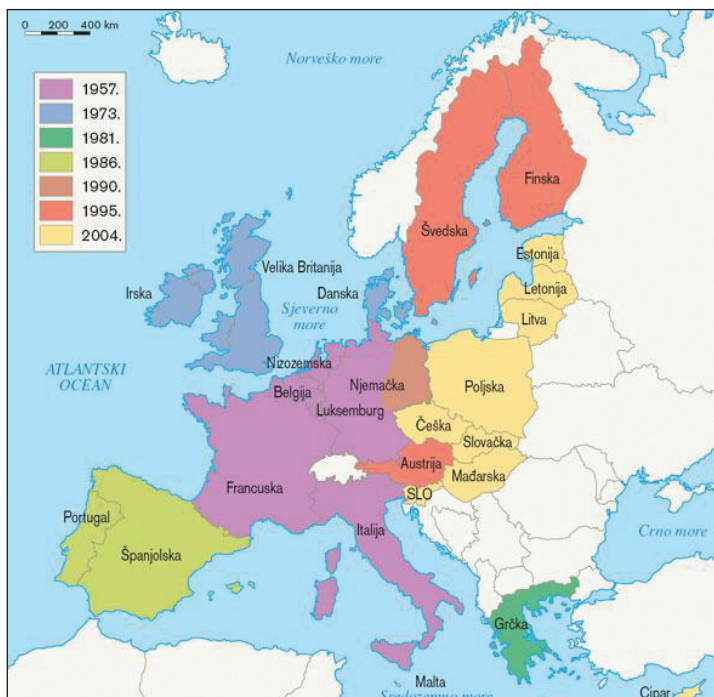 0 200 400 km
Norveško more
1957.
1973.
1981.
1986.
1990.
1995.
2004.
Finska
Švedska
Estonija
Velika Britanija
Letonija
Irska
Danska
Sjeverno
more
Litva
Nizozemska
ATLANTSKI
OCEAN
Njemačka
Poljska
Belgija
Luksemburg
Češka
Slovačka
Austrija
Mađarska
Francuska
SLO
Portugal
Italija
Crno more
Španjolska
Grčka
Malta
Sredozemno more
Cipar